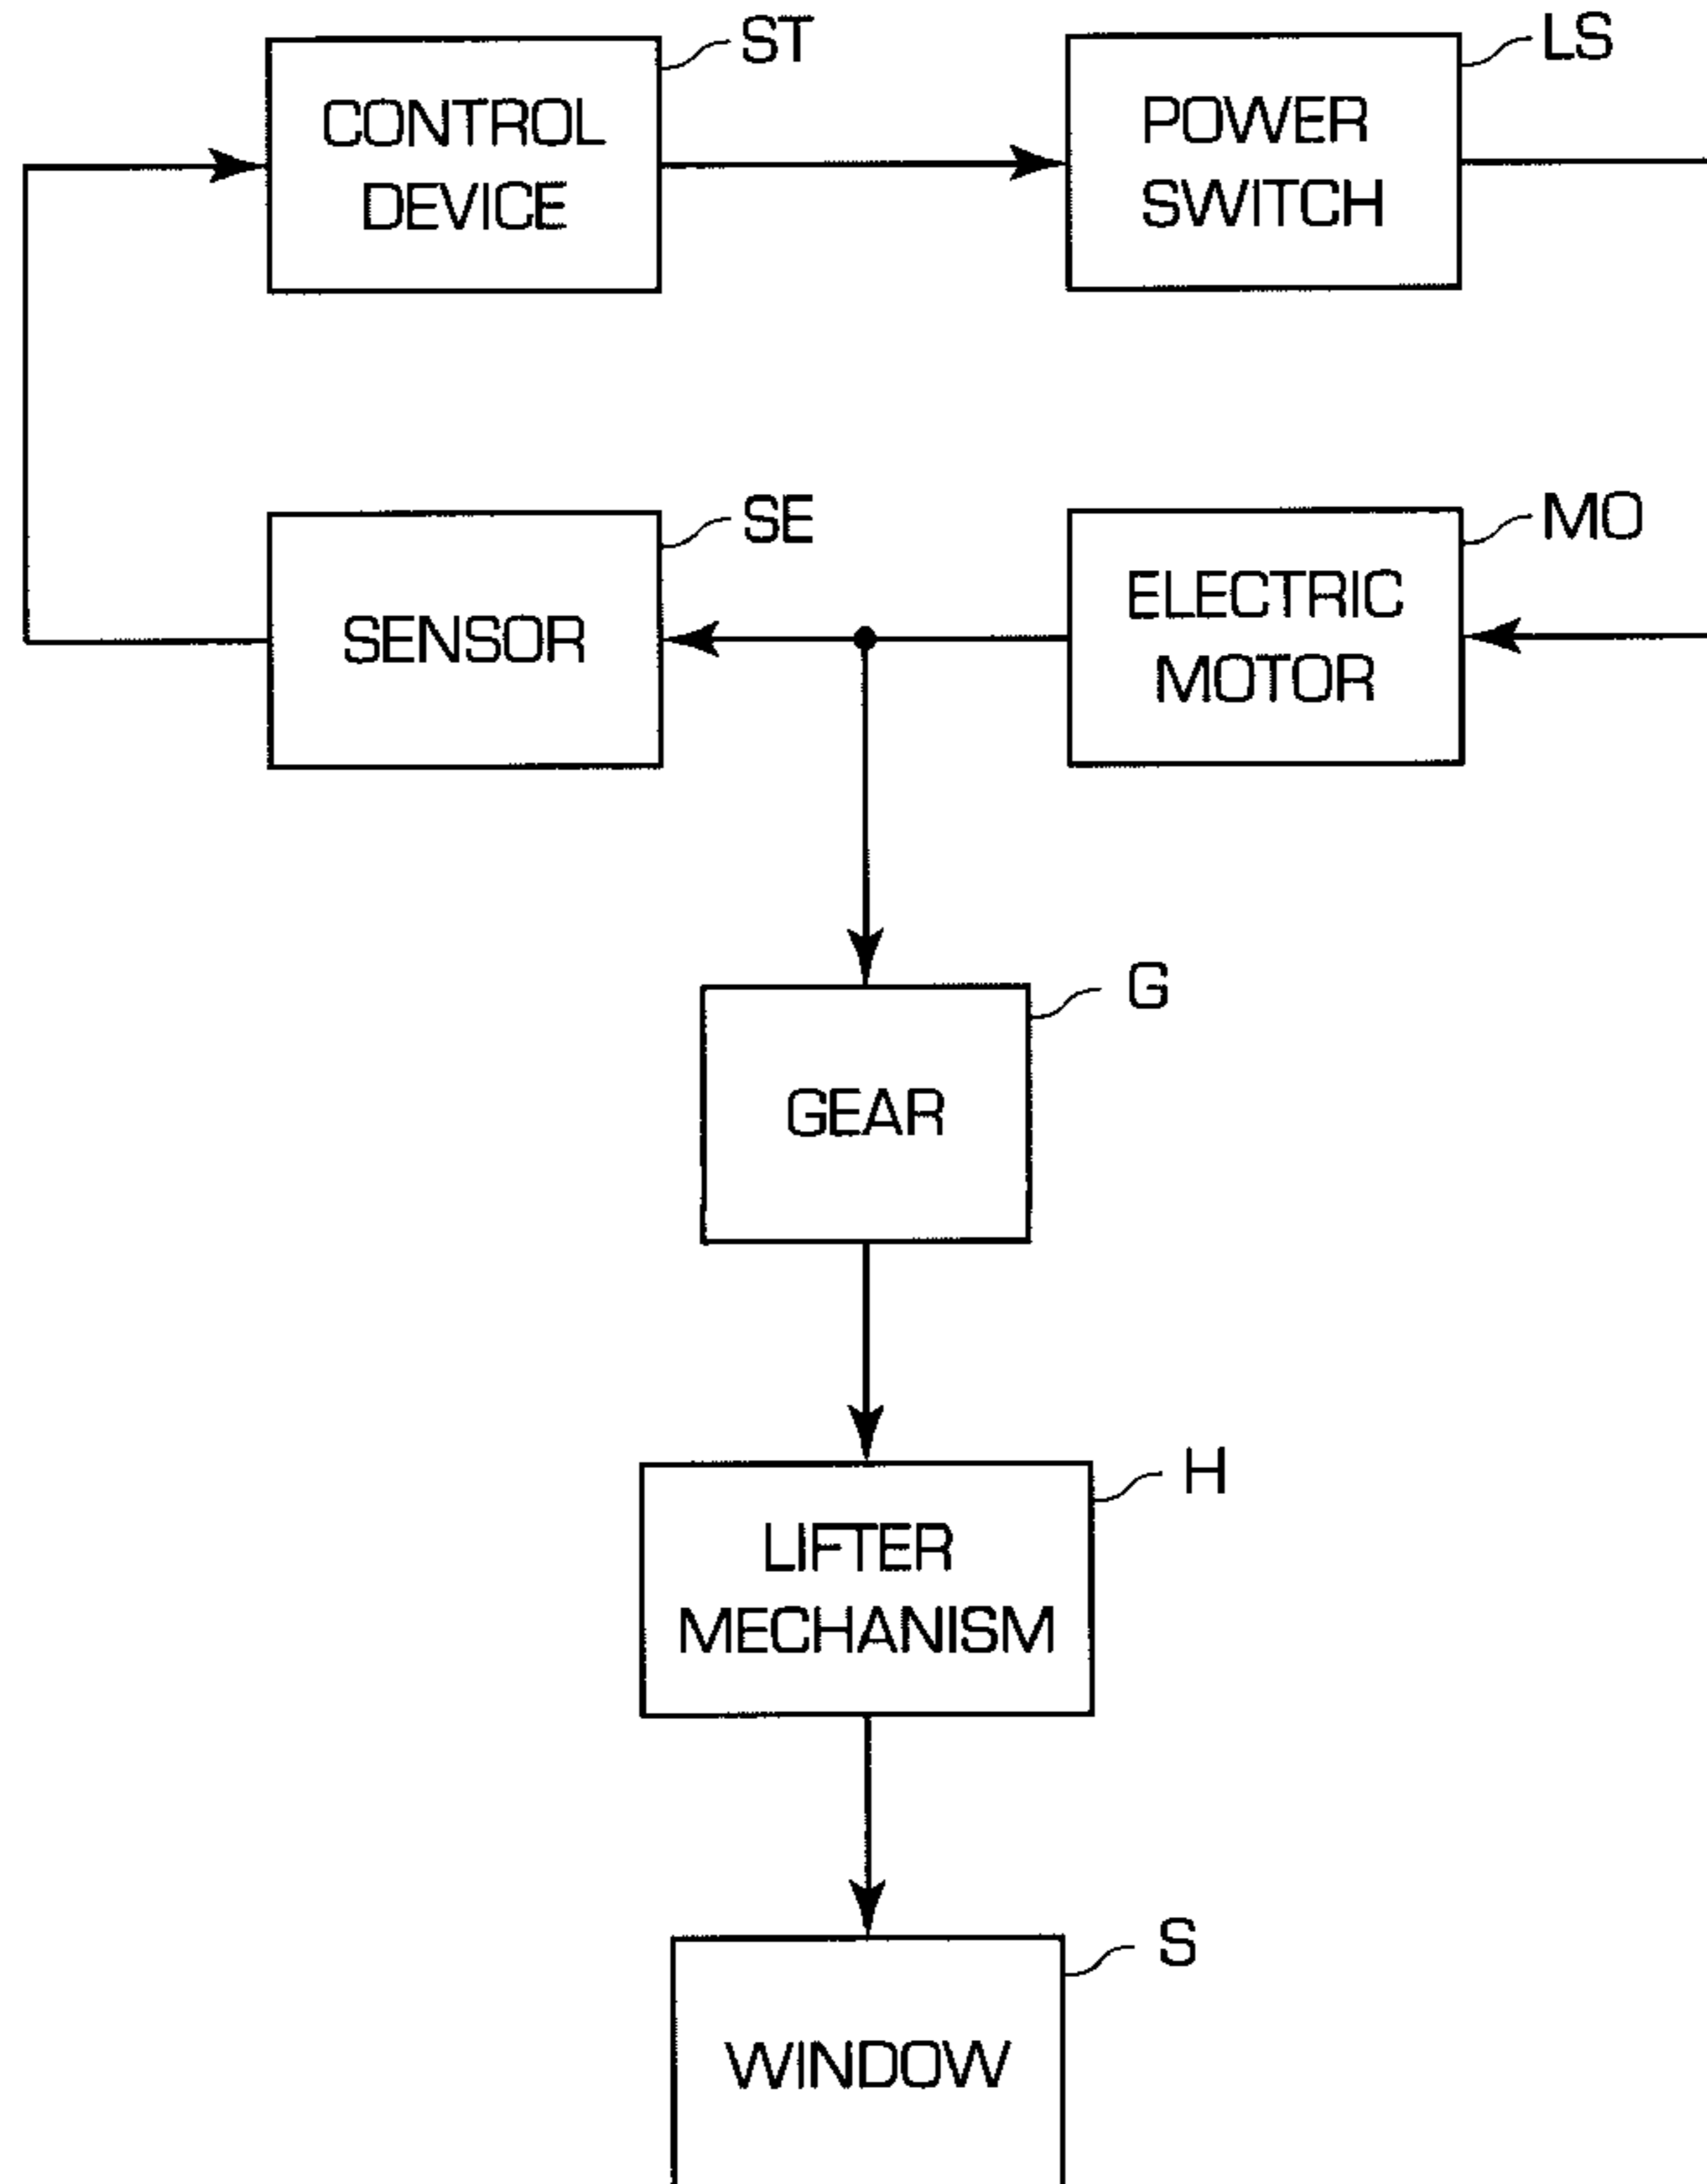 ST
CONTROL
DEVICE
LS
POWER
SWITCH
SE
SENSOR
MO
ELECTRIC
MOTOR
G
GEAR
H
LIFTER
MECHANISM
S
WINDOW